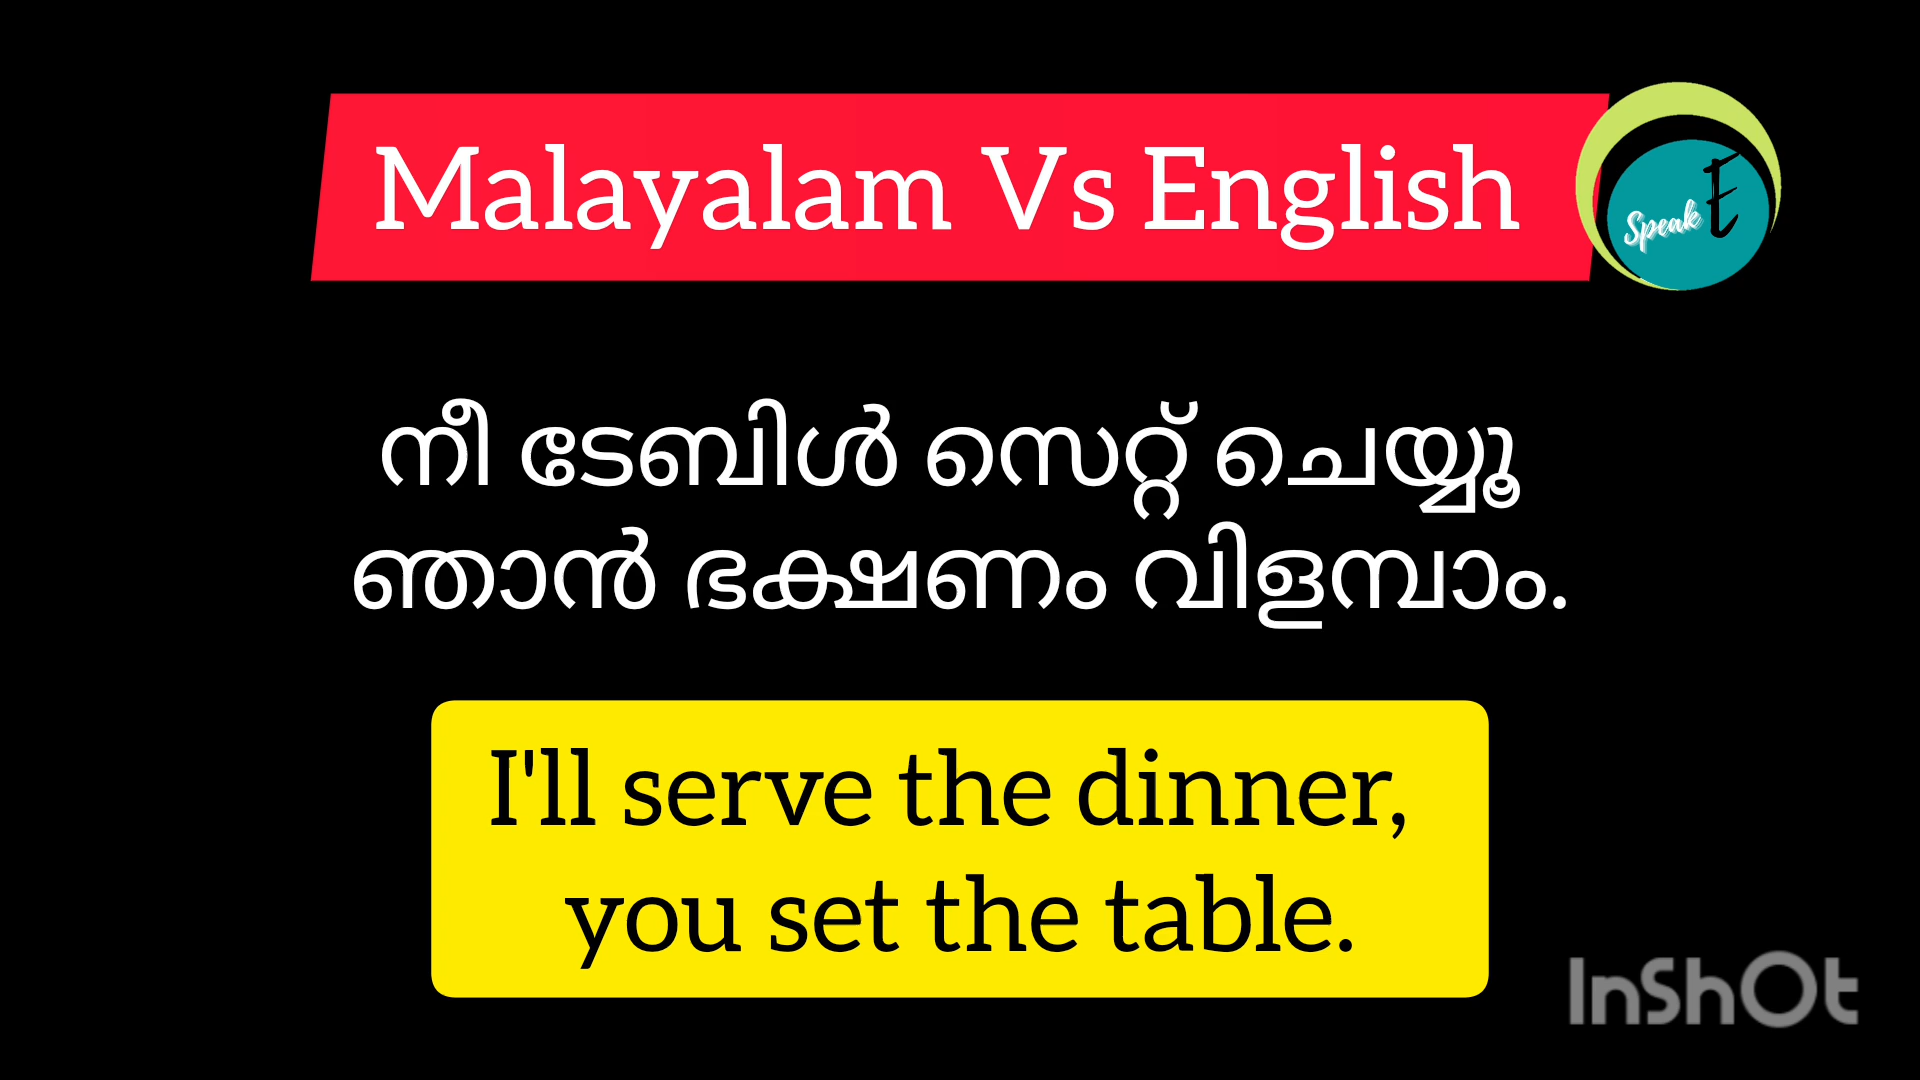 Malayalam Vs English
Speak E
നീ ടേബിൾ സെറ്റ് ചെയ്യൂ
ഞാൻ ഭക്ഷണം വിളമ്പാം.
I'll serve the dinner,
you set the table.
InShOt